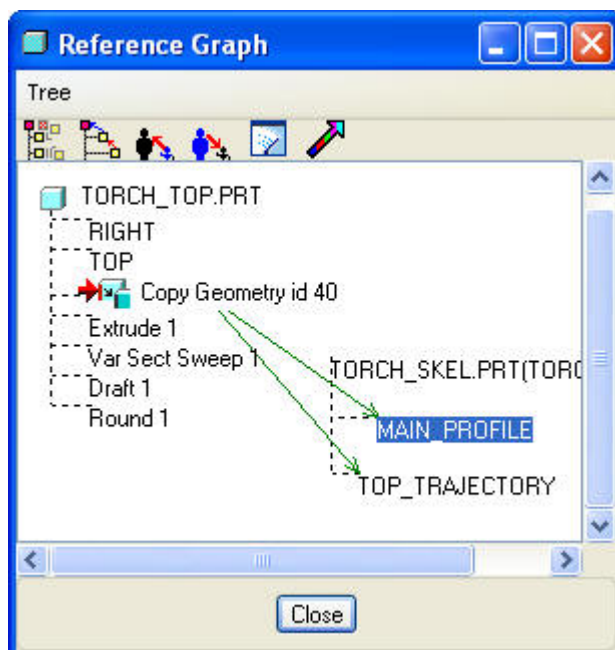 Reference Graph
Tree
TORCH_TOP.PRT
RIGHT
TOP
Copy Geometry id 40
Extrude 1
Var Sect Sweep 1
TORCH_SKEL.PRT(TORC
Draft 1
Round 1
MAIN_PROFILE
TOP_TRAJECTORY
Close